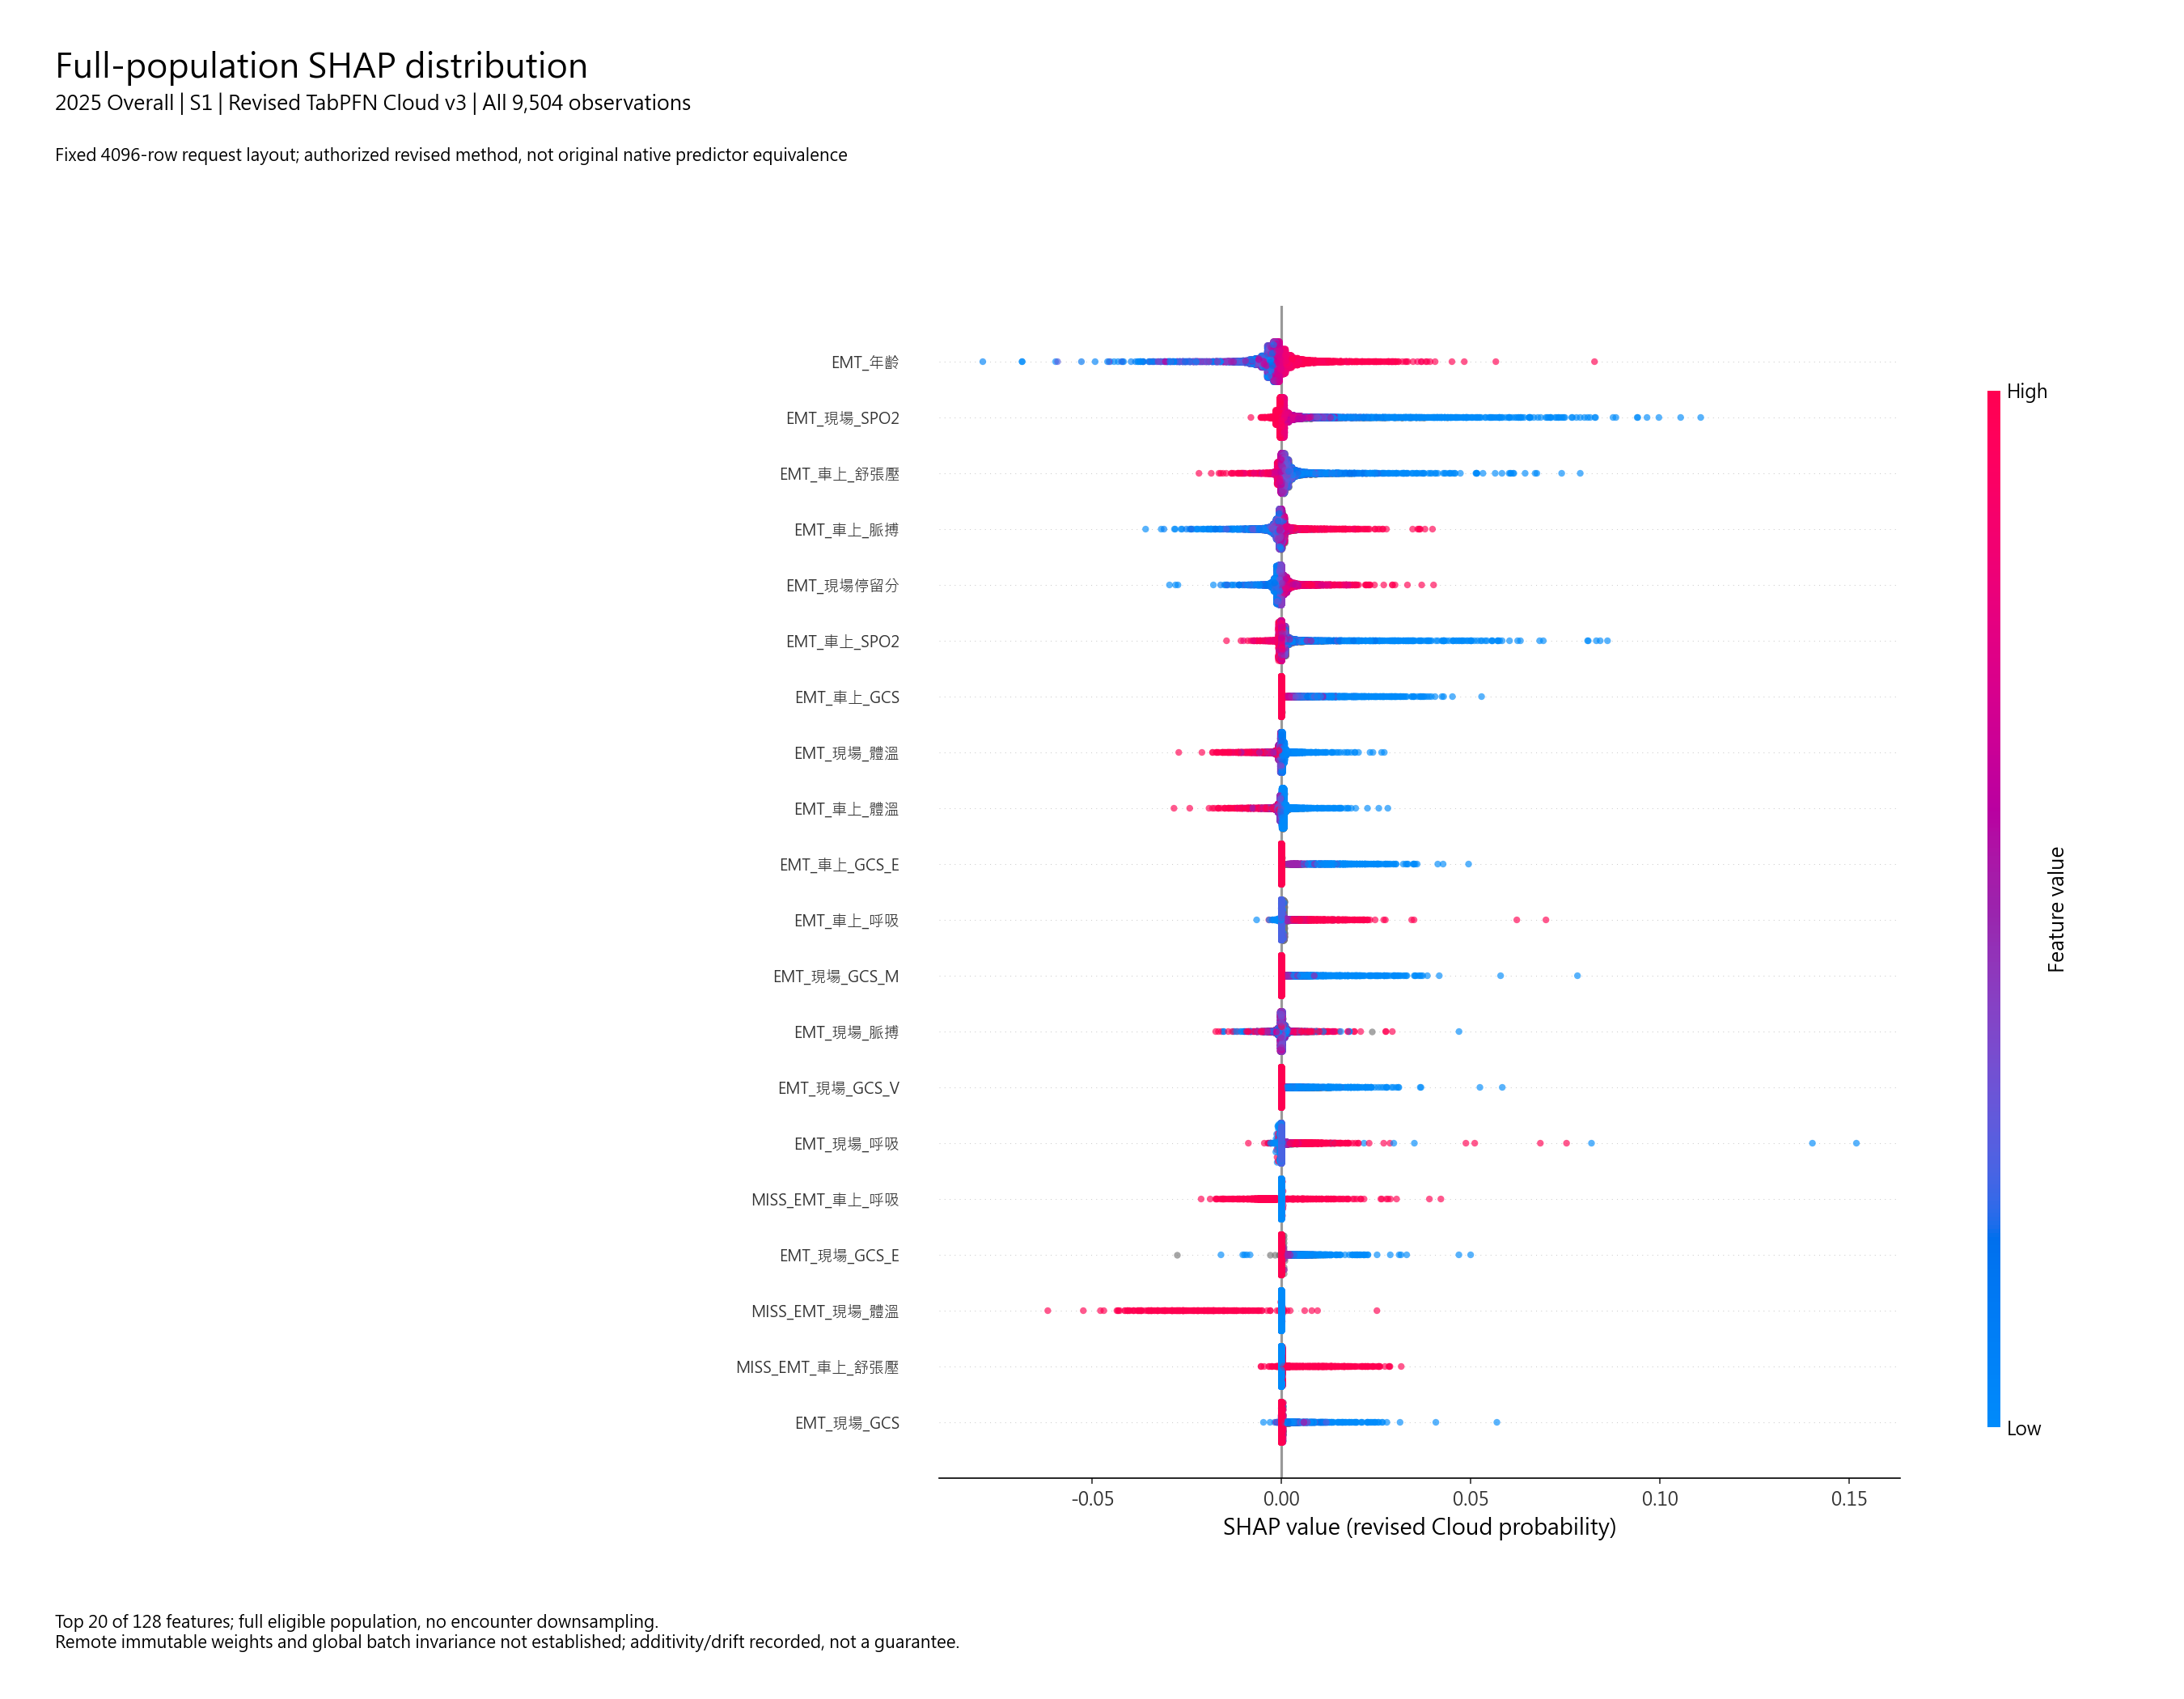 Full-population SHAP distribution
2025 Overall | S1 | Revised TabPFN Cloud v3 | All 9,504 observations
Fixed 4096-row request layout; authorized revised method, not original native predictor equivalence
EMT_年齡
EMT_現場_SPO2
EMT_車上_舒張壓
EMT_車上_脈搏
EMT_現場停留分
EMT_車上_SPO2
EMT_車上_GCS
EMT_現場_體溫
EMT_車上_體溫
EMT_車上_GCS_E
EMT_車上_呼吸
EMT_現場_GCS_M
EMT_現場_脈搏
EMT_現場_GCS_V
EMT_現場_呼吸
MISS_EMT_車上_呼吸
EMT_現場_GCS_E
MISS_EMT_現場_體溫
MISS_EMT_車上_舒張壓
EMT_現場_GCS
-0.05 0.00 0.05 0.10 0.15
SHAP value (revised Cloud probability)
High
Feature value
Low
Top 20 of 128 features; full eligible population, no encounter downsampling.
Remote immutable weights and global batch invariance not established; additivity/drift recorded, not a guarantee.